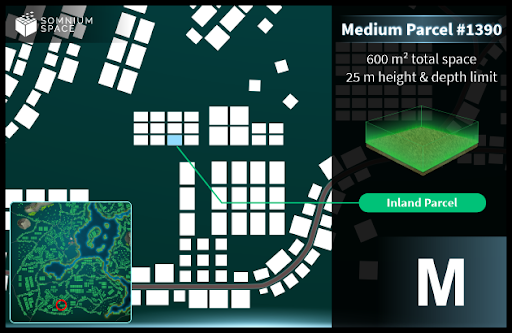 SOMNIUM
SPACE
Medium Parcel #1390
600 m² total space
25 m height & depth limit
Inland Parcel
M